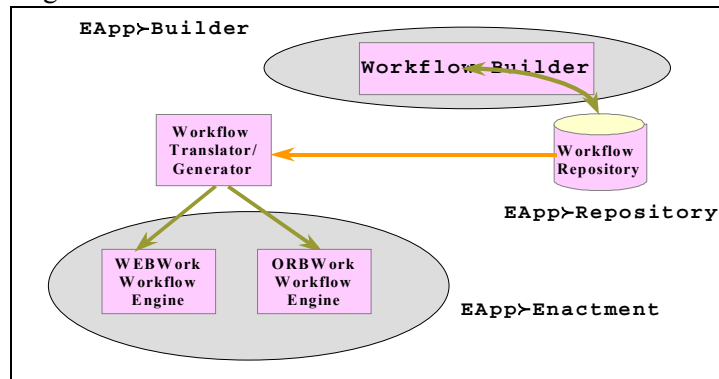 EApp≻Builder
Workflow Builder
Workflow
Translator/
Generator
Workflow
Repository
EApp≻Repository
WEBWork
Workflow
Engine
ORBWork
Workflow
Engine
EApp≻Enactment